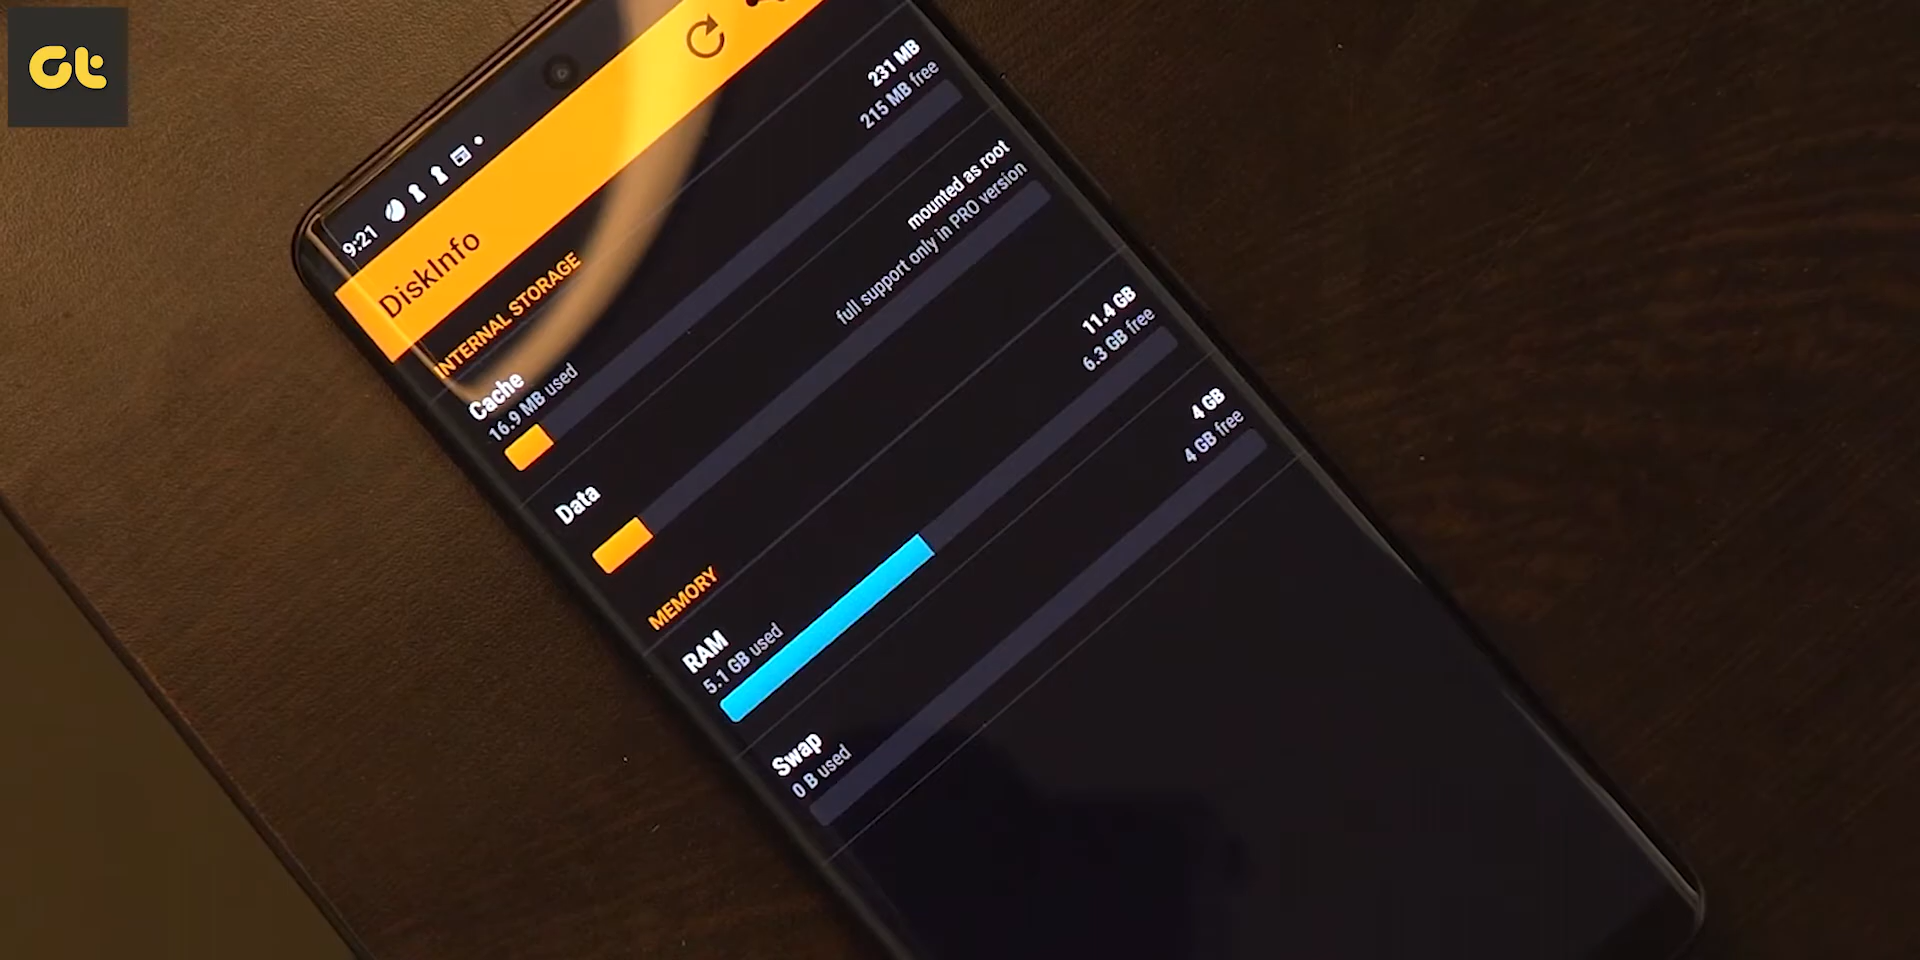 Gt
9:21
DiskInfo
INTERNAL STORAGE
Cache
231 MB
16.9 MB used
215 MB free
Data
mounted as root
full support only in PRO version
MEMORY
RAM
11.4 GB
5.1 GB used
6.3 GB free
Swap
4 GB
0 B used
4 GB free